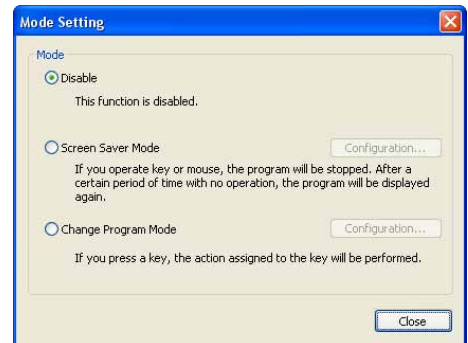 Mode Setting
Mode
Disable
This function is disabled.
Screen Saver Mode
Configuration...
If you operate key or mouse, the program will be stopped. After a
certain period of time with no operation, the program will be displayed
again.
Change Program Mode
Configuration...
If you press a key, the action assigned to the key will be performed.
Close